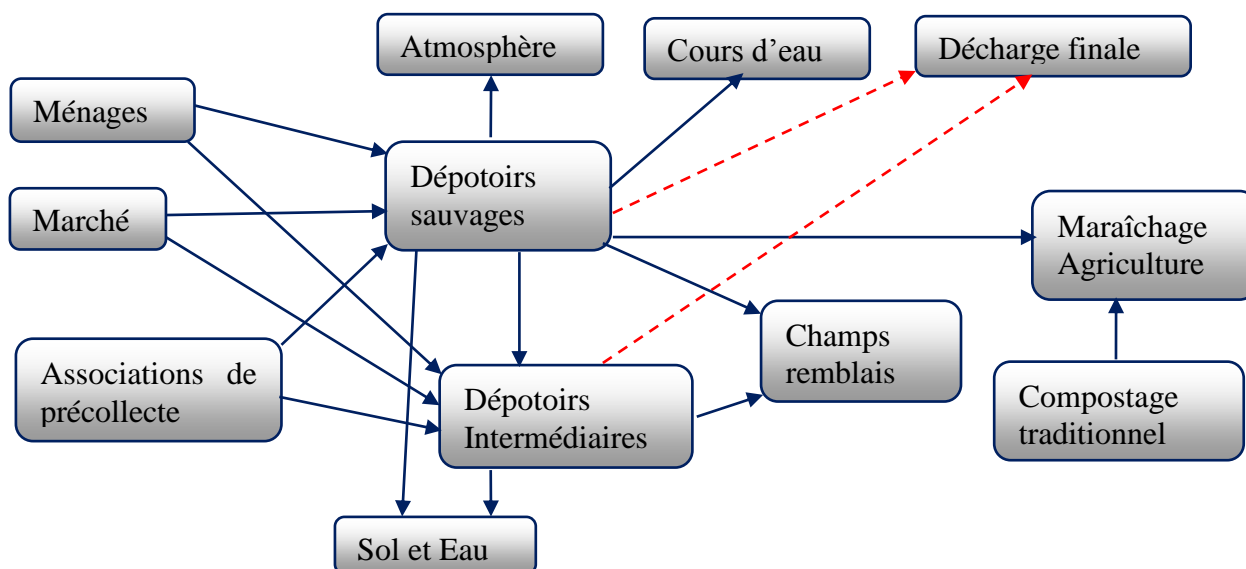 Atmosphère
Cours d’eau
Décharge finale
Ménages
Dépotoirs
sauvages
Marché
Maraîchage
Agriculture
Champs
remblais
Associations de
précollecte
Dépotoirs
Intermédiaires
Compostage
traditionnel
Sol et Eau